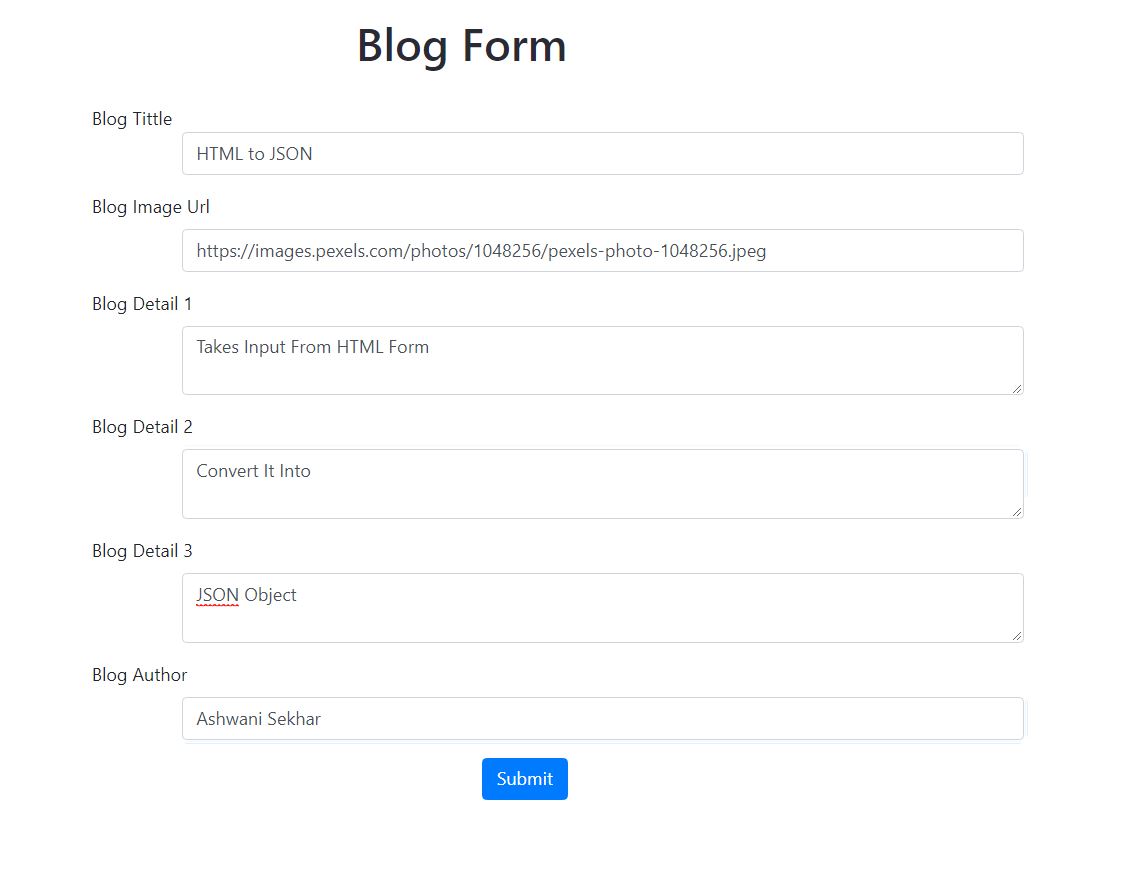 Blog Form
Blog Tittle
HTML to JSON
Blog Image Url
https://images.pexels.com/photos/1048256/pexels-photo-1048256.jpeg
Blog Detail 1
Takes Input From HTML Form
Blog Detail 2
Convert It Into
Blog Detail 3
JSON Object
Blog Author
Ashwani Sekhar
Submit